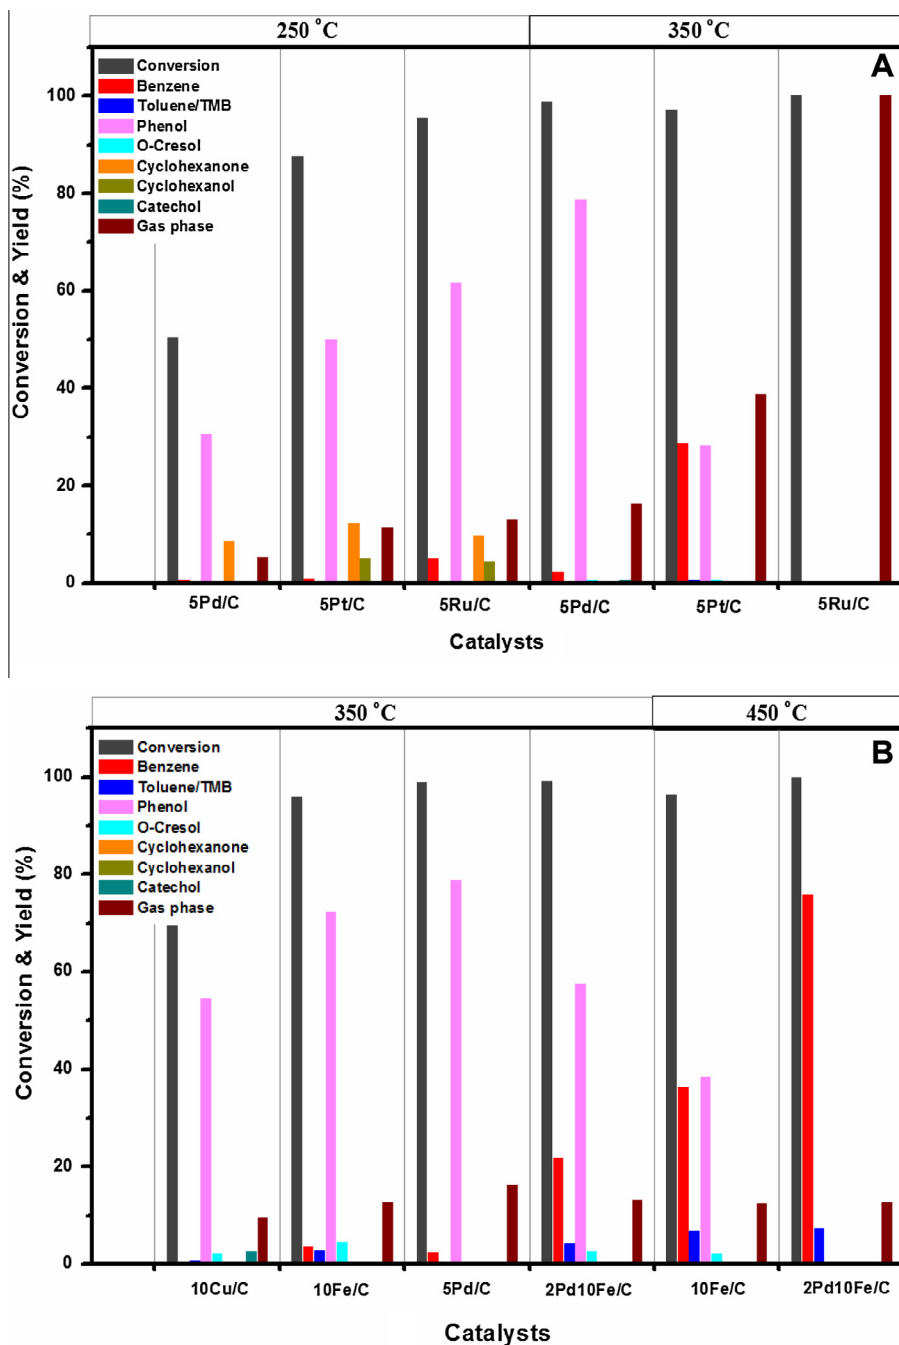 250 °C 350 °C
A
Conversion
Benzene
Toluene/TMB
Phenol
O-Cresol
Cyclohexanone
Cyclohexanol
Catechol
Gas phase
Conversion & Yield (%)
100
80
60
40
20
0
5Pd/C 5Pt/C 5Ru/C 5Pd/C 5Pt/C 5Ru/C
Catalysts
350 °C 450 °C
B
Conversion
Benzene
Toluene/TMB
Phenol
O-Cresol
Cyclohexanone
Cyclohexanol
Catechol
Gas phase
Conversion & Yield (%)
100
80
60
40
20
0
10Cu/C 10Fe/C 5Pd/C 2Pd10Fe/C 10Fe/C 2Pd10Fe/C
Catalysts